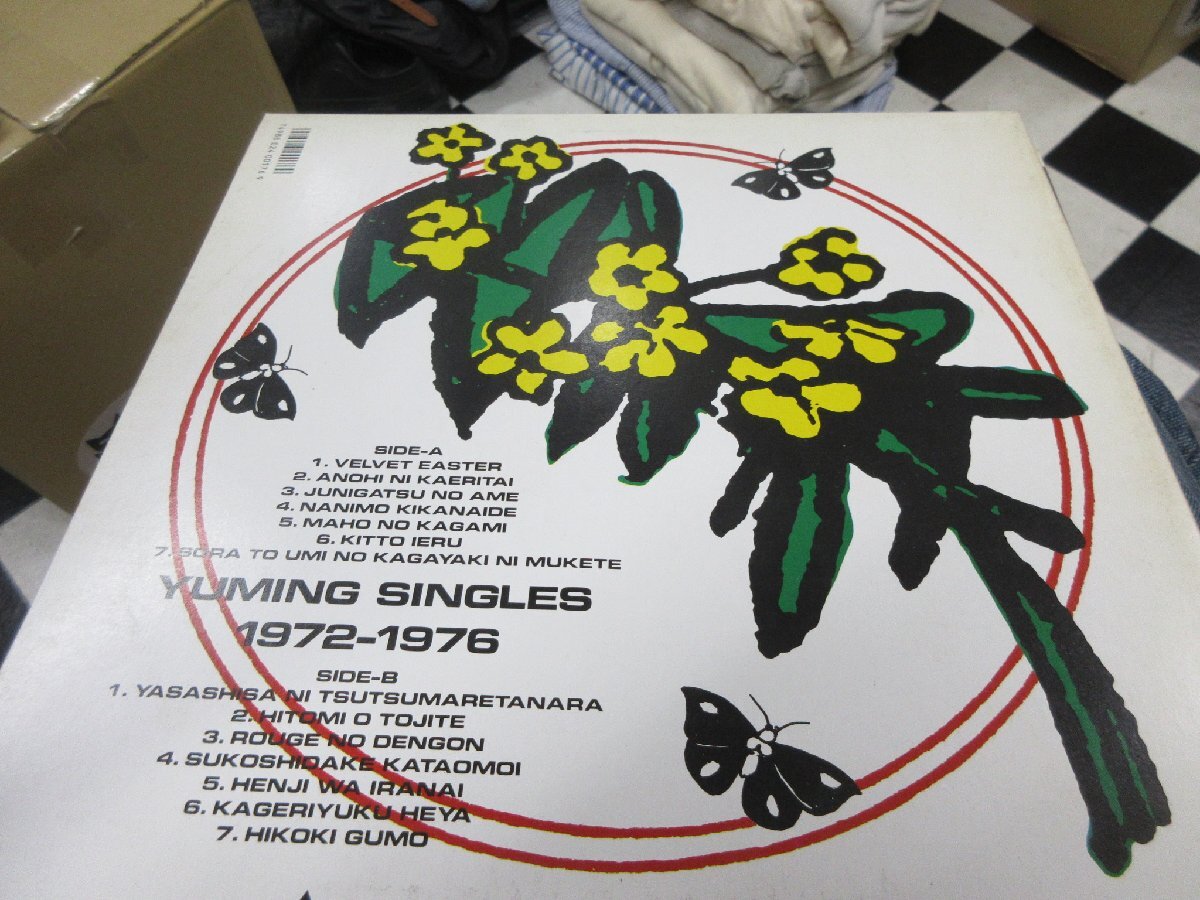 SIDE-A
1. VELVET EASTER
2. ANOHI NI KAERITAI
3. JUNIGATSU NO AME
4. NANIMO KIKANAIDE
5. MAHO NO KAGAMI
6. KITTO IERU
7. SORA TO UMI NO KAGAYAKI NI MUKETE
YUMING SINGLES
1972-1976
SIDE-B
1. YASASHISA NI TSUTSUMARETANARA
2. HITOMI O TOJITE
3. ROUGE NO DENGON
4. SUKOSHIDAKE KATAOMOI
5. HENJI WA IRANAI
6. KAGERIYUKU HEYA
7. HIKOKI GUMO